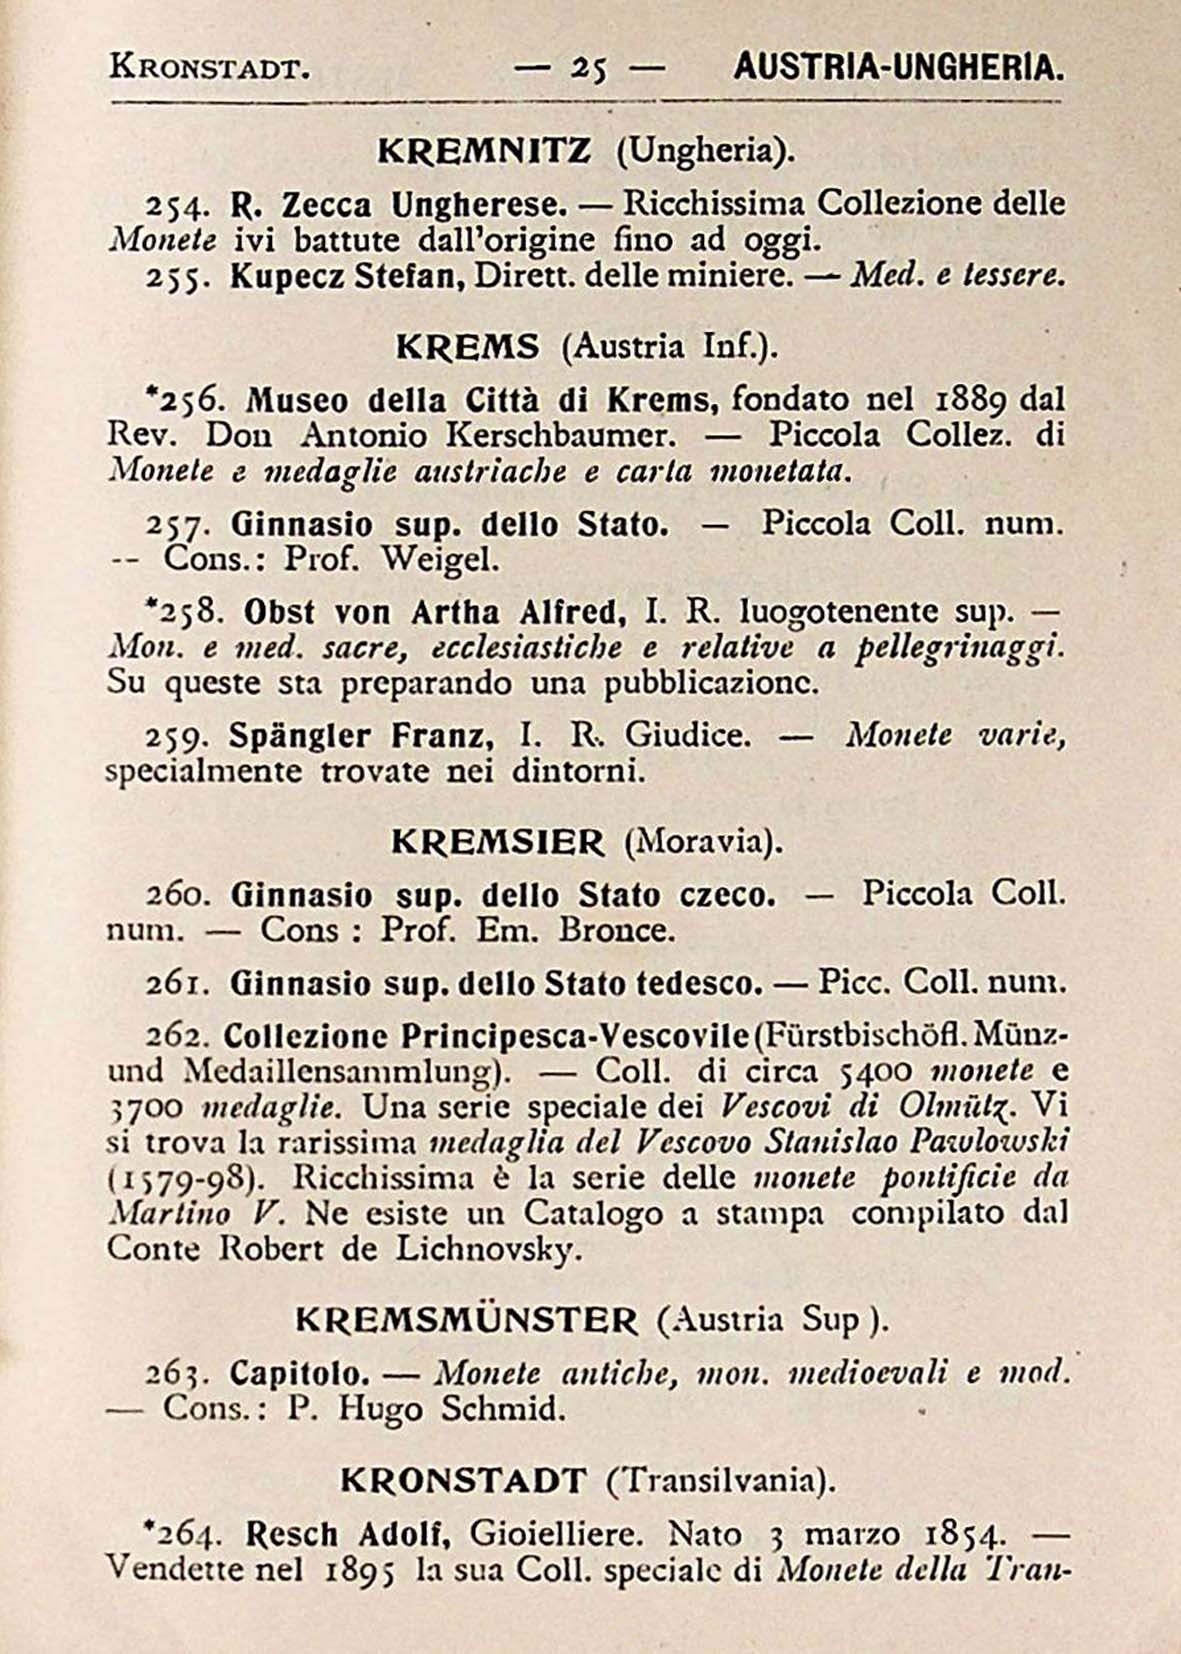 KRONSTADT. — 25 — AUSTRIA-UNGHERIA.
KREMNITZ (Ungheria).
254. R. Zecca Ungherese. — Ricchissima Collezione delle
Monete ivi battute dall'origine fino ad oggi.
255. Kupecz Stefan, Dirett. delle miniere. — Med. e tessere.
KREMS (Austria Inf.).
*256. Museo della Città di Krems, fondato nel 1889 dal
Rev. Don Antonio Kerschbaumer. — Piccola Collez. di
Monete e medaglie austriache e carta monetata.
257. Ginnasio sup. dello Stato. — Piccola Coll. num.
-- Cons.: Prof. Weigel.
*258. Obst von Artha Alfred, I. R. luogotenente sup. —
Mon. e med. sacre, ecclesiastiche e relative a pellegrinaggi.
Su queste sta preparando una pubblicazione.
259. Spängler Franz, I. R. Giudice. — Monete varie,
specialmente trovate nei dintorni.
KREMSIER (Moravia).
260. Ginnasio sup. dello Stato czeco. — Piccola Coll.
num. — Cons : Prof. Em. Bronce.
261. Ginnasio sup. dello Stato tedesco. — Picc. Coll. num.
262. Collezione Principesca-Vescovile (Fürstbischöfl. Münz-
und Medaillensammlung). — Coll. di circa 5400 monete e
3700 medaglie. Una serie speciale dei Vescovi di Olmütz. Vi
si trova la rarissima medaglia del Vescovo Stanislao Pawlowski
(1579-98). Ricchissima è la serie delle monete pontificie da
Martino V. Ne esiste un Catalogo a stampa compilato dal
Conte Robert de Lichnovsky.
KREMSMÜNSTER (Austria Sup ).
263. Capitolo. — Monete antiche, mon. medioevali e mod.
— Cons.: P. Hugo Schmid.
KRONSTADT (Transilvania).
*264. Resch Adolf, Gioielliere. Nato 3 marzo 1854. —
Vendette nel 1895 la sua Coll. speciale di Monete della Tran-